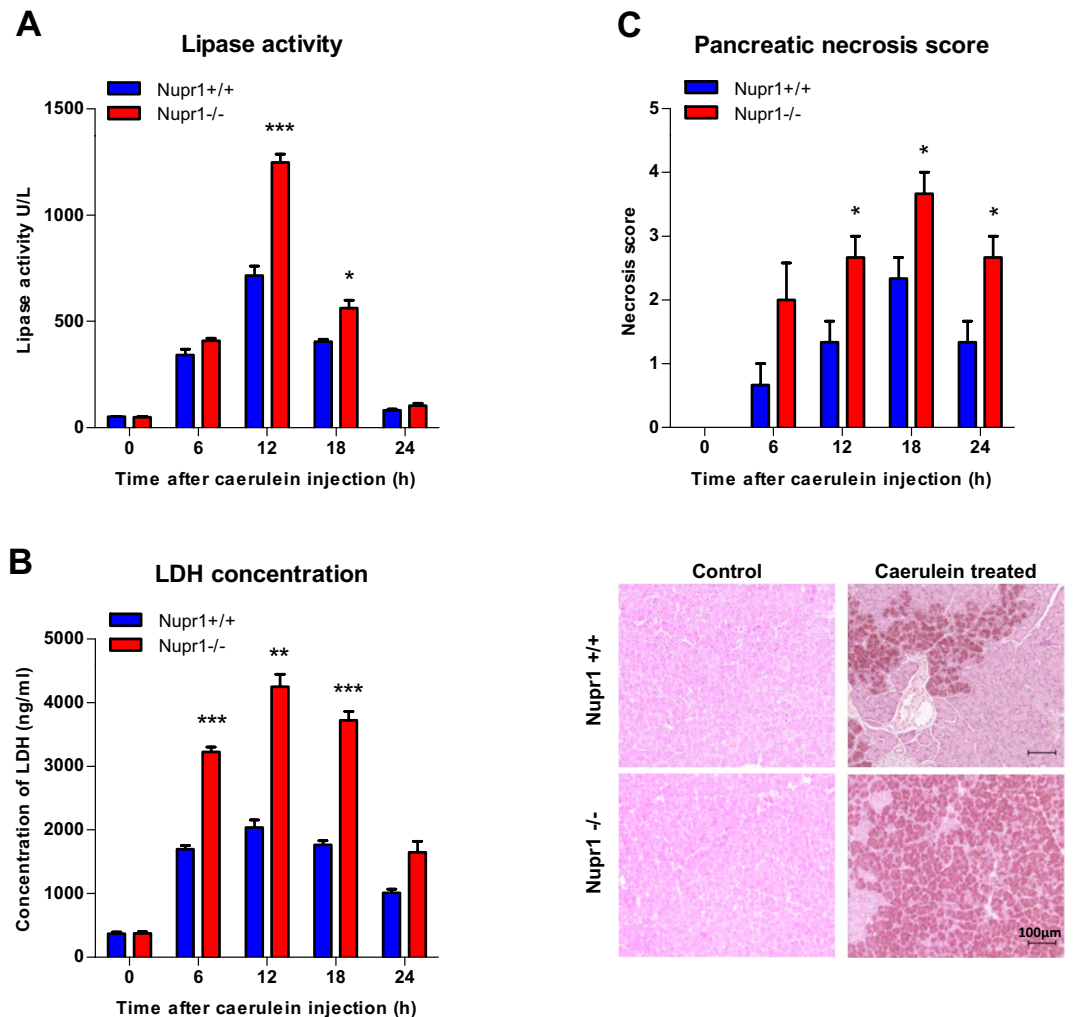 A
Lipase activity
Nupr1+/+
Nupr1-/-
Lipase activity U/L
1500
1000
500
0
***
*
0 6 12 18 24
Time after caerulein injection (h)
C
Pancreatic necrosis score
Nupr1+/+
Nupr1-/-
Necrosis score
5
4
3
2
1
0
*
*
*
0 6 12 18 24
Time after caerulein injection (h)
B
LDH concentration
Nupr1+/+
Nupr1-/-
Concentration of LDH (ng/ml)
5000
4000
3000
2000
1000
0
***
**
***
0 6 12 18 24
Time after caerulein injection (h)
Control Caerulein treated
Nupr1 +/+
Nupr1 -/-
100µm